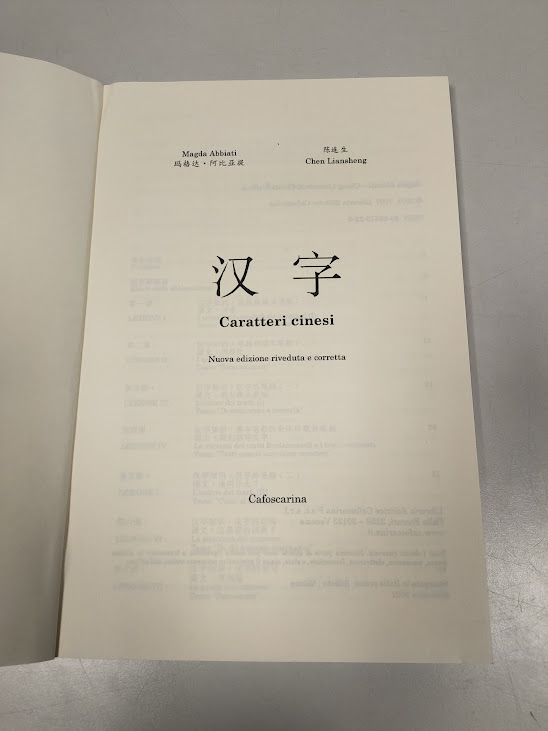 Magda Abbiati
玛格达·阿比亚提
陈连生
Chen Liansheng
汉字
Caratteri cinesi
Nuova edizione riveduta e corretta
Cafoscarina